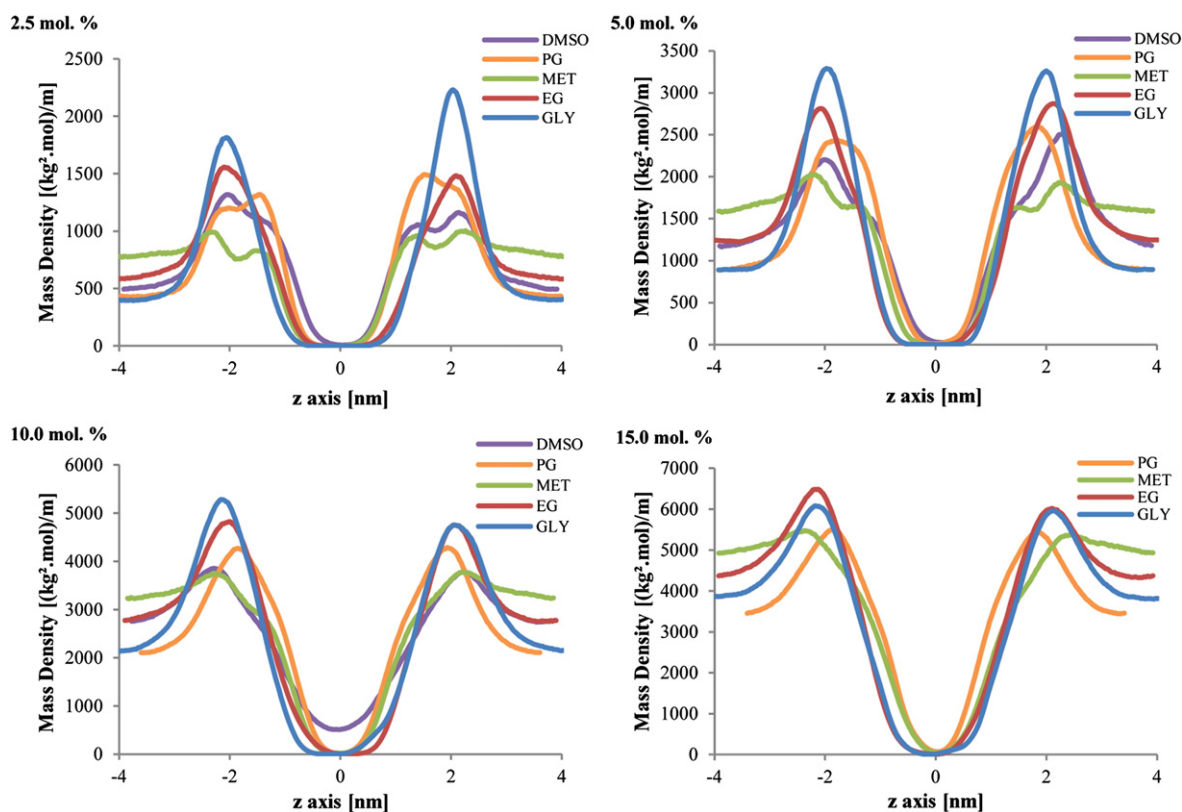 2.5 mol. %
DMSO
PG
MET
EG
GLY
Mass Density [(kg².mol)/m]
2500
2000
1500
1000
500
0
-4 -2 0 2 4
z axis [nm]
5.0 mol. %
DMSO
PG
MET
EG
GLY
Mass Density [(kg².mol)/m]
3500
3000
2500
2000
1500
1000
500
0
-4 -2 0 2 4
z axis [nm]
10.0 mol. %
DMSO
PG
MET
EG
GLY
Mass Density [(kg².mol)/m]
6000
5000
4000
3000
2000
1000
0
-4 -2 0 2 4
z axis [nm]
15.0 mol. %
PG
MET
EG
GLY
Mass Density [(kg².mol)/m]
7000
6000
5000
4000
3000
2000
1000
0
-4 -2 0 2 4
z axis [nm]